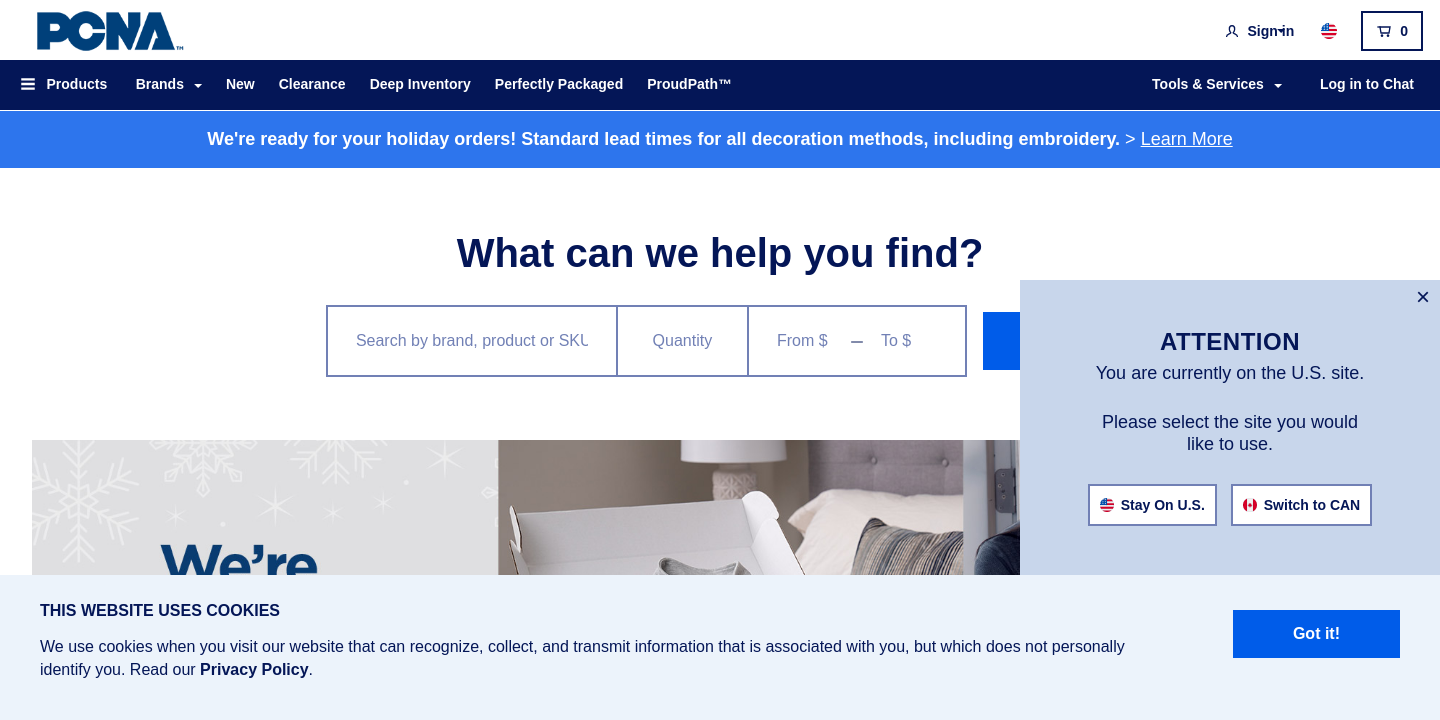 PCNA™
Sign in
0
Products
Brands
New
Clearance
Deep Inventory
Perfectly Packaged
ProudPath™
Tools & Services
Log in to Chat
We're ready for your holiday orders! Standard lead times for all decoration methods, including embroidery. > Learn More
What can we help you find?
Search by brand, product or SKU
Quantity
From $
To $
×
ATTENTION
You are currently on the U.S. site.
Please select the site you would
like to use.
Stay On U.S.
Switch to CAN
We're
THIS WEBSITE USES COOKIES
We use cookies when you visit our website that can recognize, collect, and transmit information that is associated with you, but which does not personally
identify you. Read our Privacy Policy.
Got it!